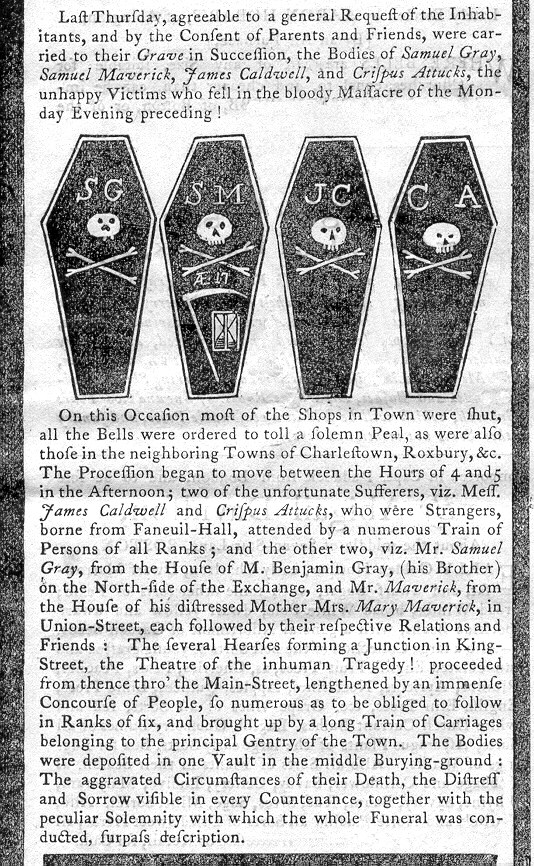 Laſt Thurſday, agreeable to a general Requeſt of the Inhab-
itants, and by the Conſent of Parents and Friends, were car-
ried to their Grave in Succeſſion, the Bodies of Samuel Gray,
Samuel Maverick, James Caldwell, and Criſpus Attucks, the
unhappy Victims who fell in the bloody Maſſacre of the Mon-
day Evening preceding!
SG
SM
JC
CA
Æ 17
On this Occaſion moſt of the Shops in Town were ſhut,
all the Bells were ordered to toll a ſolemn Peal, as were alſo
thoſe in the neighboring Towns of Charleſtown, Roxbury, &c.
The Proceſſion began to move between the Hours of 4 and 5
in the Afternoon; two of the unfortunate Sufferers, viz. Meſſ.
James Caldwell and Criſpus Attucks, who were Strangers,
borne from Faneuil-Hall, attended by a numerous Train of
Perſons of all Ranks; and the other two, viz. Mr. Samuel
Gray, from the Houſe of M. Benjamin Gray, (his Brother)
on the North-ſide of the Exchange, and Mr. Maverick, from
the Houſe of his diſtreſſed Mother Mrs. Mary Maverick, in
Union-Street, each followed by their reſpective Relations and
Friends: The ſeveral Hearſes forming a Junction in King-
Street, the Theatre of the inhuman Tragedy! proceeded
from thence thro' the Main-Street, lengthened by an immenſe
Concourſe of People, ſo numerous as to be obliged to follow
in Ranks of ſix, and brought up by a long Train of Carriages
belonging to the principal Gentry of the Town. The Bodies
were depoſited in one Vault in the middle Burying-ground:
The aggravated Circumſtances of their Death, the Diſtreſſ
and Sorrow viſible in every Countenance, together with the
peculiar Solemnity with which the whole Funeral was con-
ducted, ſurpaſs deſcription.